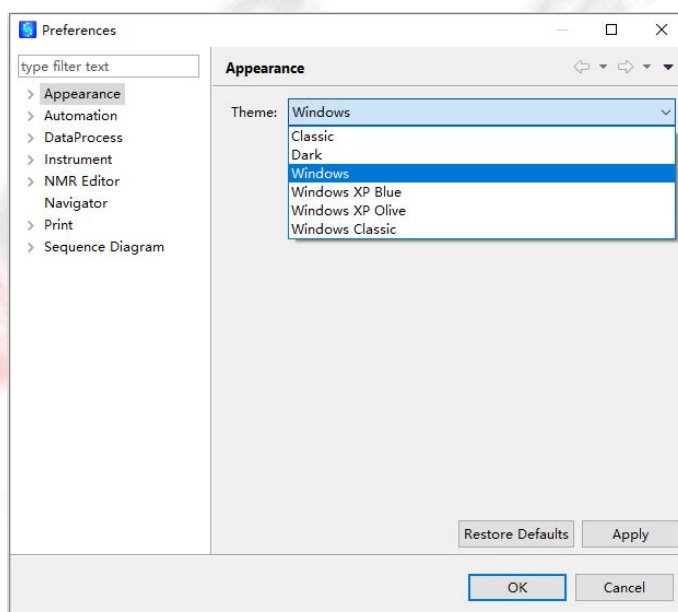 Preferences
type filter text
Appearance
Automation
DataProcess
Instrument
NMR Editor
Navigator
Print
Sequence Diagram
Appearance
Theme: Windows
Classic
Dark
Windows
Windows XP Blue
Windows XP Olive
Windows Classic
Restore Defaults Apply
OK Cancel